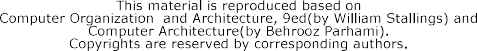 This material is reproduced based on
Computer Organization and Architecture, 9ed(by William Stallings) and
Computer Architecture(by Behrooz Parhami).
Copyrights are reserved by corresponding authors.